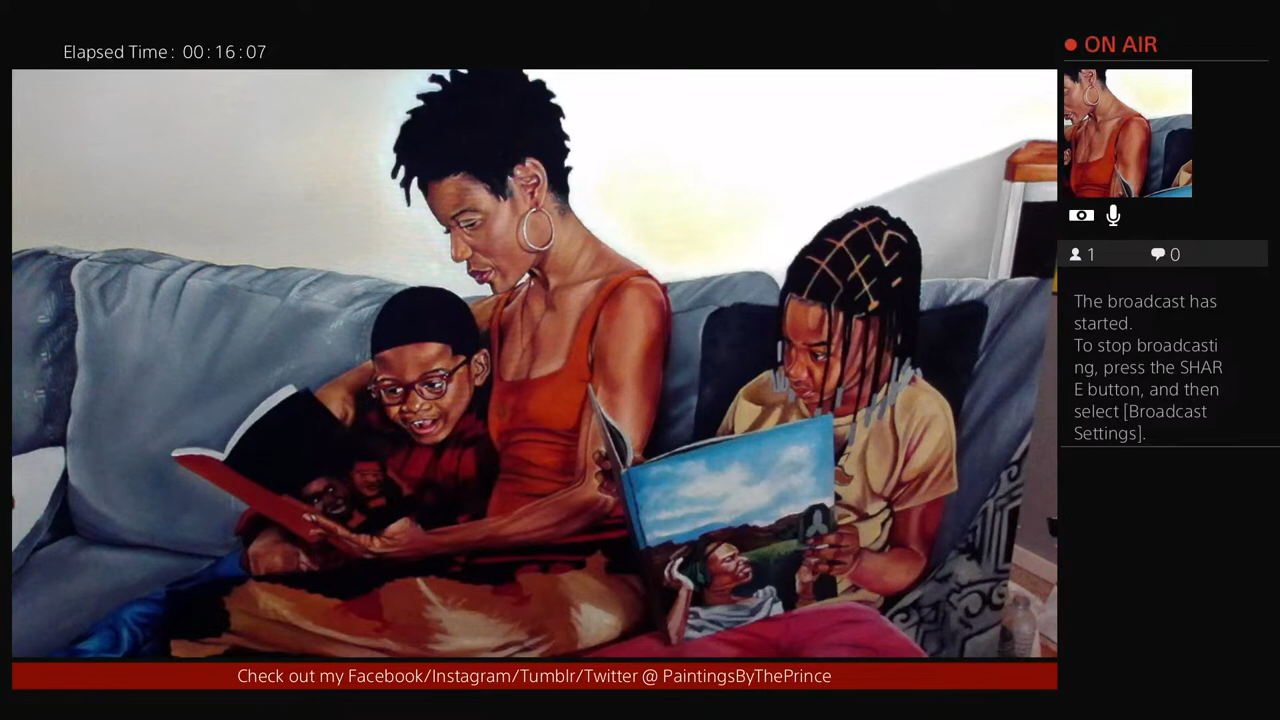 Elapsed Time: 00:16:07
ON AIR
1
0
The broadcast has
started.
To stop broadcasti
ng, press the SHAR
E button, and then
select [Broadcast
Settings].
Check out my Facebook/Instagram/Tumblr/Twitter @ PaintingsByThePrince